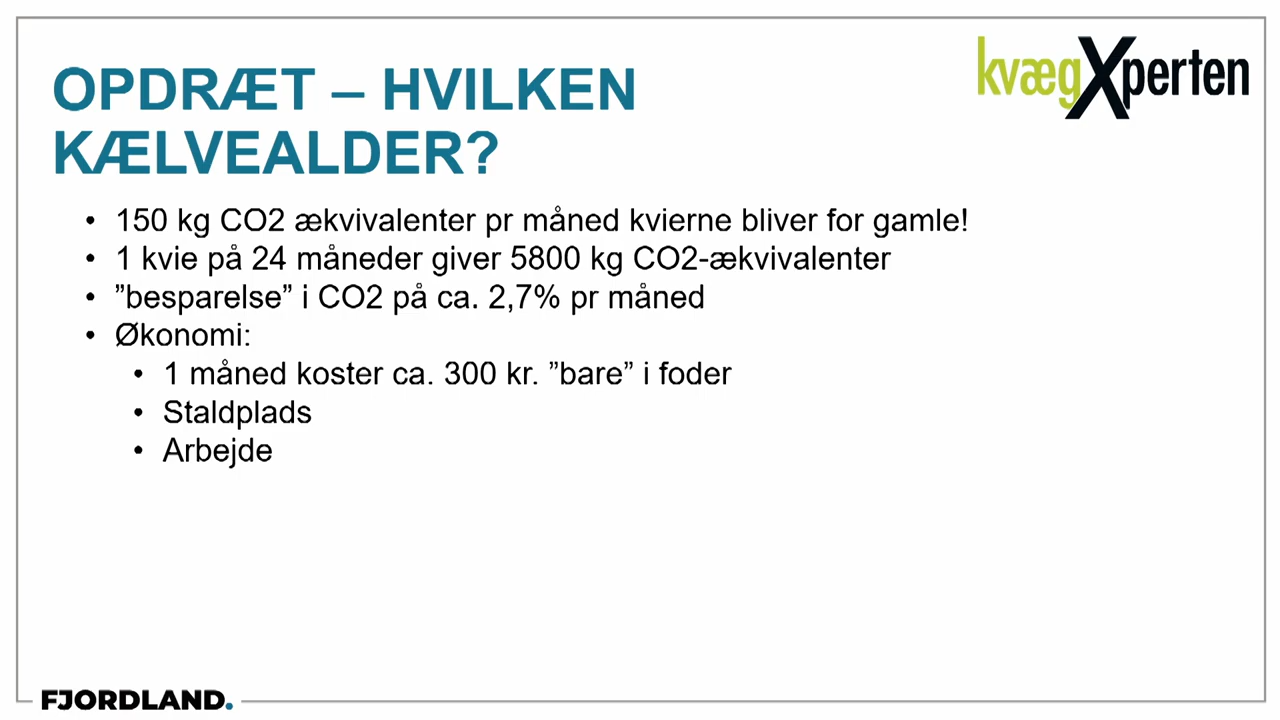 kvægXperten
OPDRÆT – HVILKEN
KÆLVEALDER?
• 150 kg CO2 ækvivalenter pr måned kvierne bliver for gamle!
• 1 kvie på 24 måneder giver 5800 kg CO2-ækvivalenter
• ”besparelse” i CO2 på ca. 2,7% pr måned
• Økonomi:
• 1 måned koster ca. 300 kr. ”bare” i foder
• Staldplads
• Arbejde
FJORDLAND.